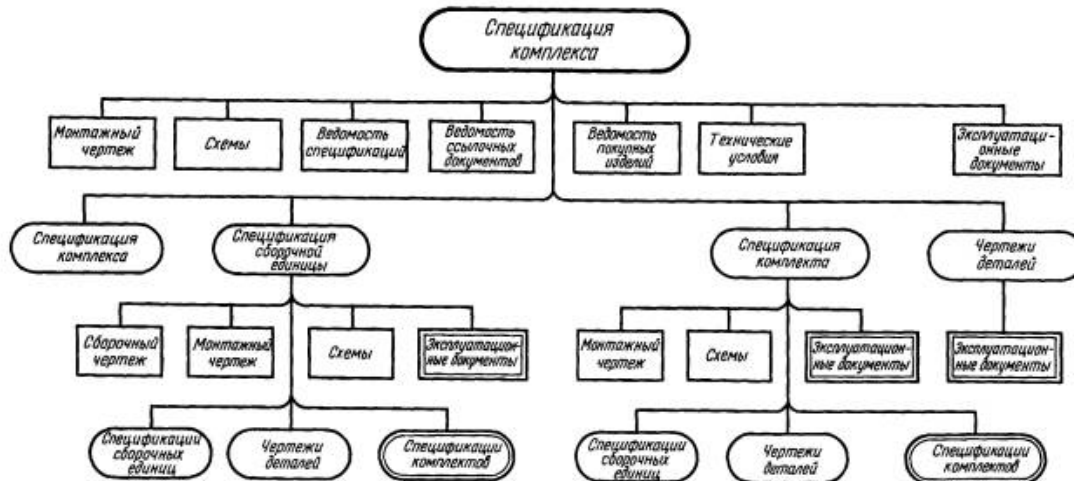 Спецификация
комплекса
Монтажный
чертеж
Схемы
Ведомость
спецификаций
Ведомость
ссылочных
документов
Ведомость
покупных
изделий
Технические
условия
Эксплуатаци-
онные
документы
Спецификация
комплекса
Спецификация
сборочной
единицы
Спецификация
комплекта
Чертежи
деталей
Сборочный
чертеж
Монтажный
чертеж
Схемы
Эксплуатацион-
ные документы
Монтажный
чертеж
Схемы
Эксплуатацион-
ные документы
Эксплуатацион-
ные документы
Спецификаций
сборочных
единиц
Чертежи
деталей
Спецификации
комплектов
Спецификации
сборочных
единиц
Чертежи
деталей
Спецификации
комплектов